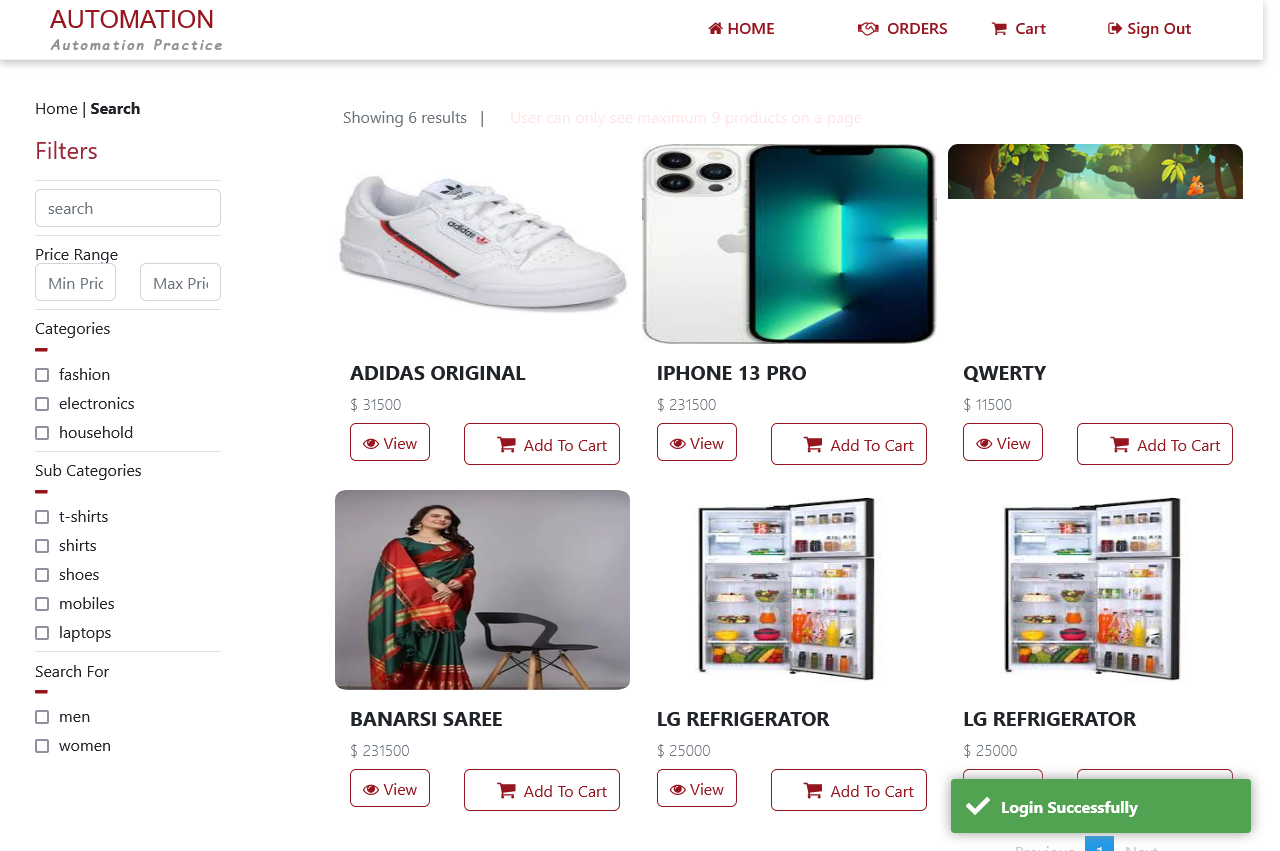 AUTOMATION
Automation Practice
HOME
ORDERS
Cart
Sign Out
Home | Search
Filters
search
Price Range
Min Pric
Max Pri
Categories
fashion
electronics
household
Sub Categories
t-shirts
shirts
shoes
mobiles
laptops
Search For
men
women
Showing 6 results |
User can only see maximum 9 products on a page
adidas
adidas
ADIDAS ORIGINAL
$ 31500
View
Add To Cart
IPHONE 13 PRO
$ 231500
View
Add To Cart
QWERTY
$ 11500
View
Add To Cart
BANARSI SAREE
$ 231500
View
Add To Cart
LG REFRIGERATOR
$ 25000
View
Add To Cart
LG REFRIGERATOR
$ 25000
Login Successfully
Previous
1
Next